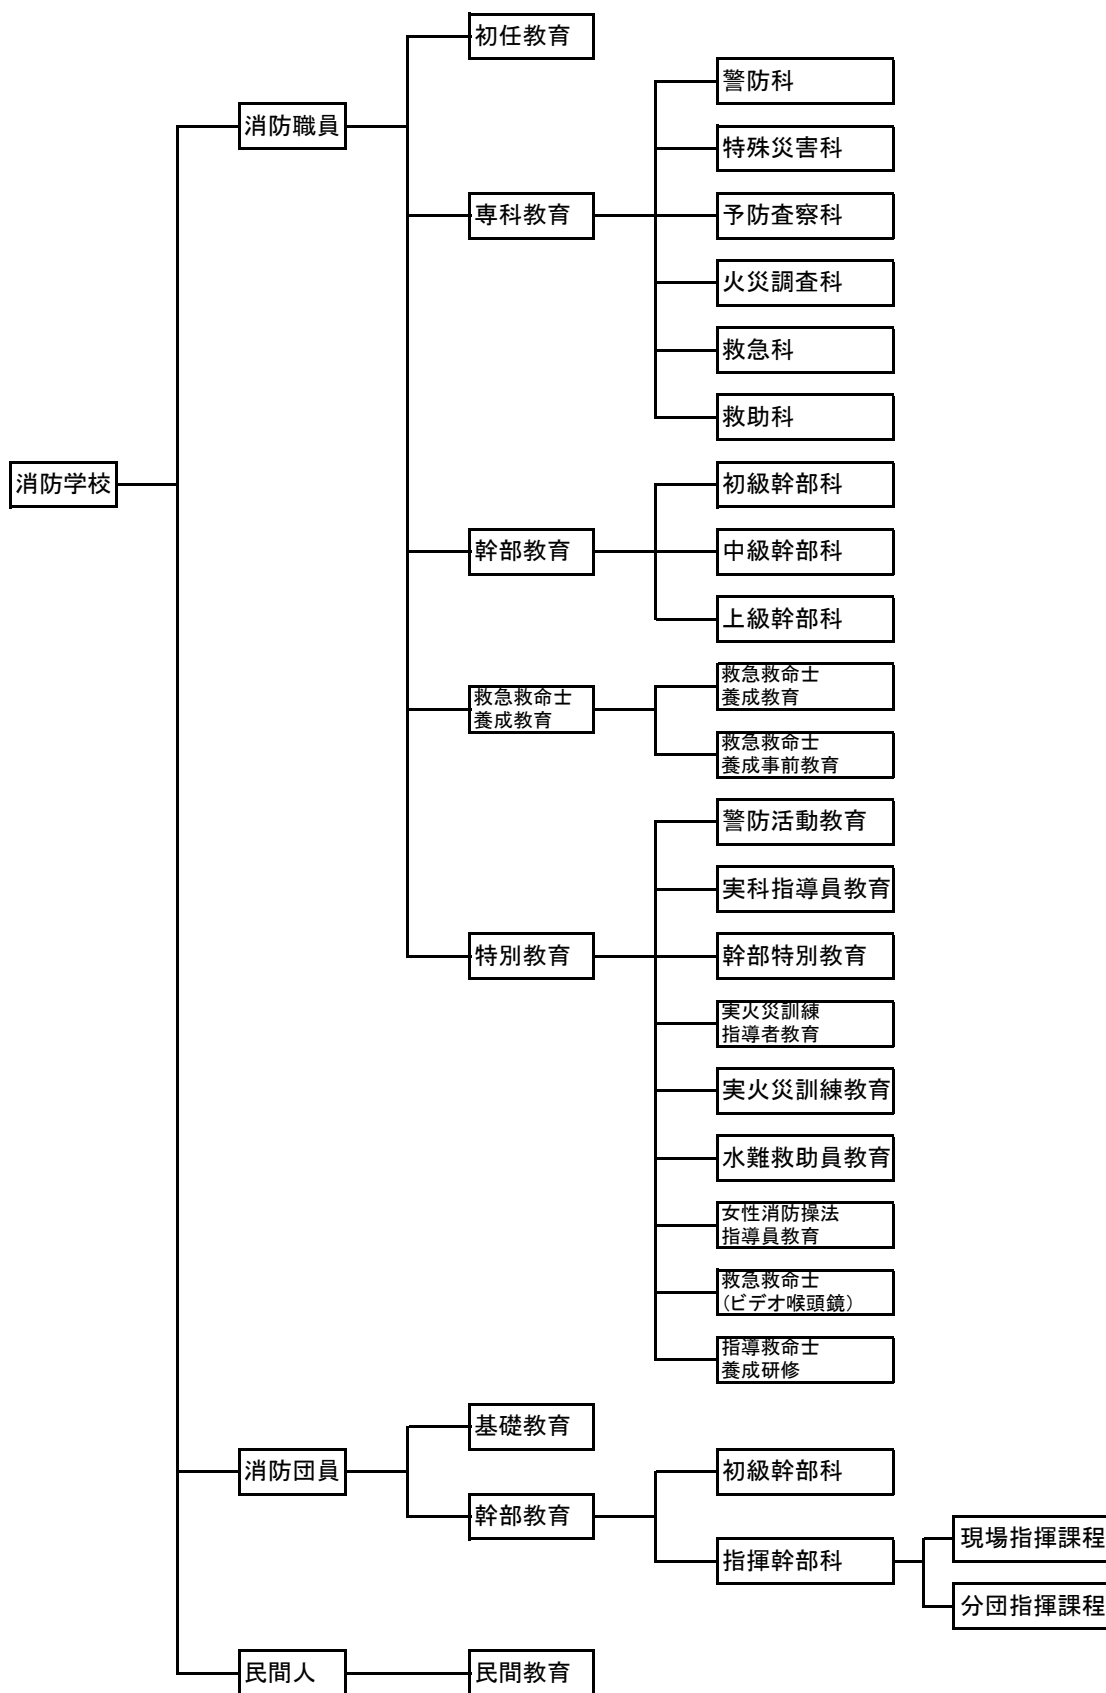 初任教育
警防科
消防職員
特殊災害科
専科教育
予防査察科
火災調査科
救急科
救助科
消防学校
初級幹部科
幹部教育
中級幹部科
上級幹部科
救急救命士
養成教育
救急救命士
養成教育
救急救命士
養成事前教育
警防活動教育
実科指導員教育
特別教育
幹部特別教育
実火災訓練
指導者教育
実火災訓練教育
水難救助員教育
女性消防操法
指導員教育
救急救命士
(ビデオ喉頭鏡)
指導救命士
養成研修
基礎教育
消防団員
初級幹部科
幹部教育
指揮幹部科
現場指揮課程
分団指揮課程
民間人
民間教育